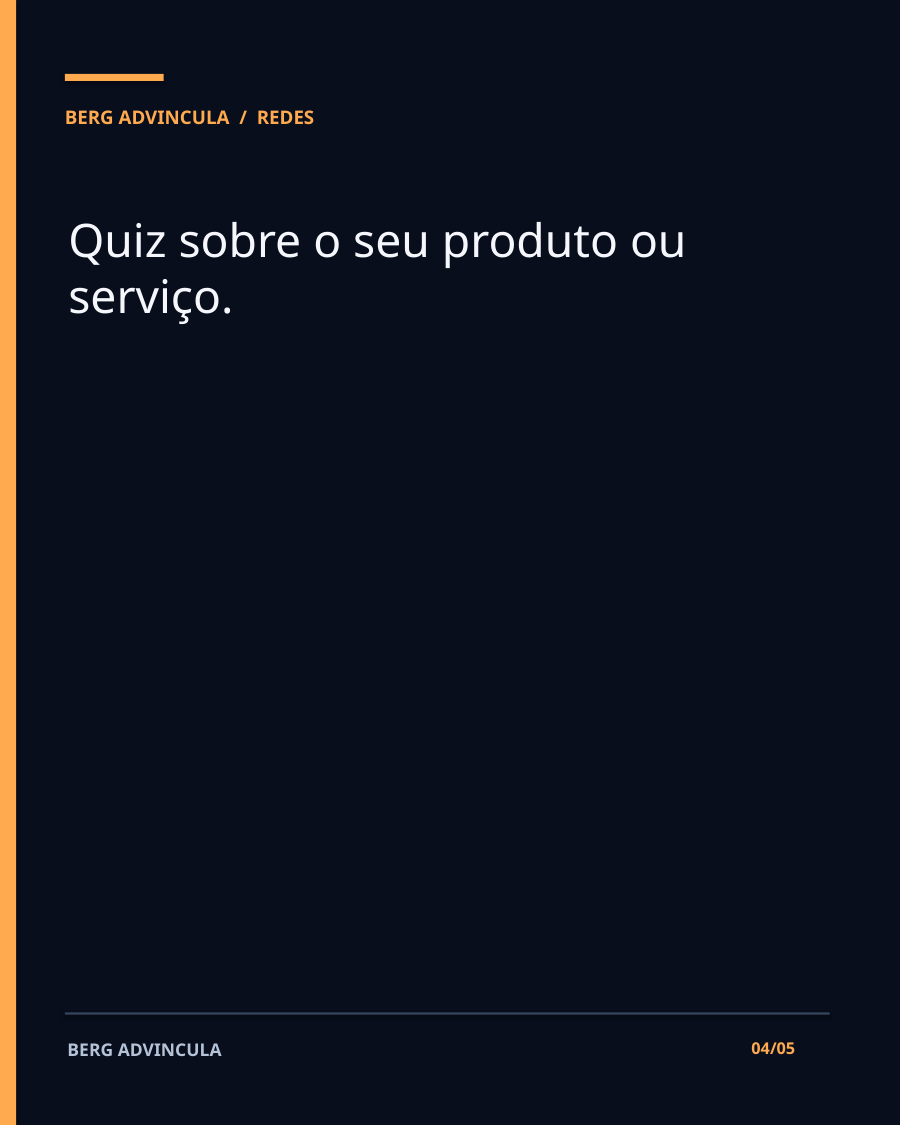 BERG ADVINCULA / REDES
Quiz sobre o seu produto ou
serviço.
BERG ADVINCULA
04/05